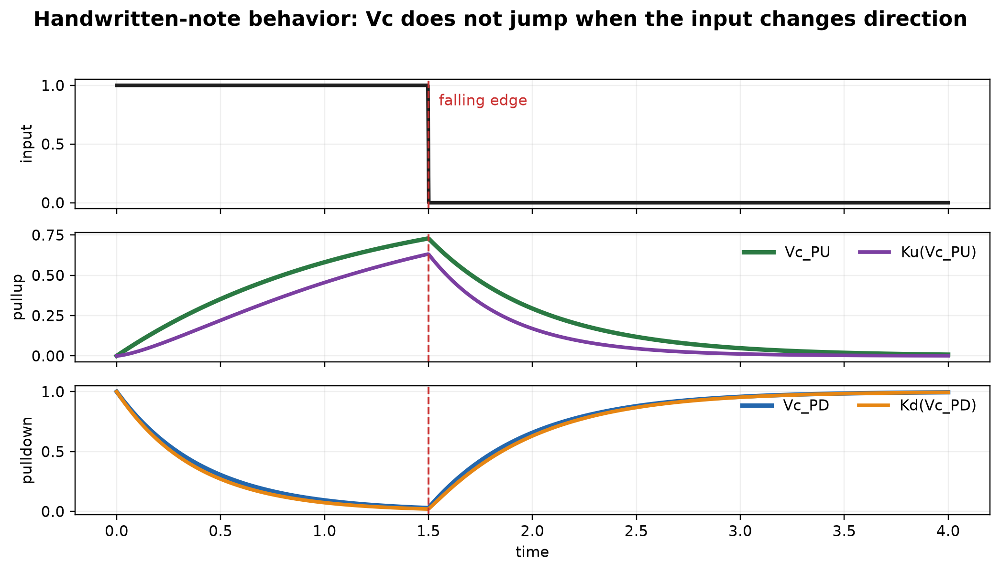 Handwritten-note behavior: Vc does not jump when the input changes direction
1.0
falling edge
0.5
0.0
input
0.75
Vc_PU Ku(Vc_PU)
0.50
0.25
0.00
pullup
1.0
Vc_PD Kd(Vc_PD)
0.5
0.0
pulldown
0.0 0.5 1.0 1.5 2.0 2.5 3.0 3.5 4.0
time